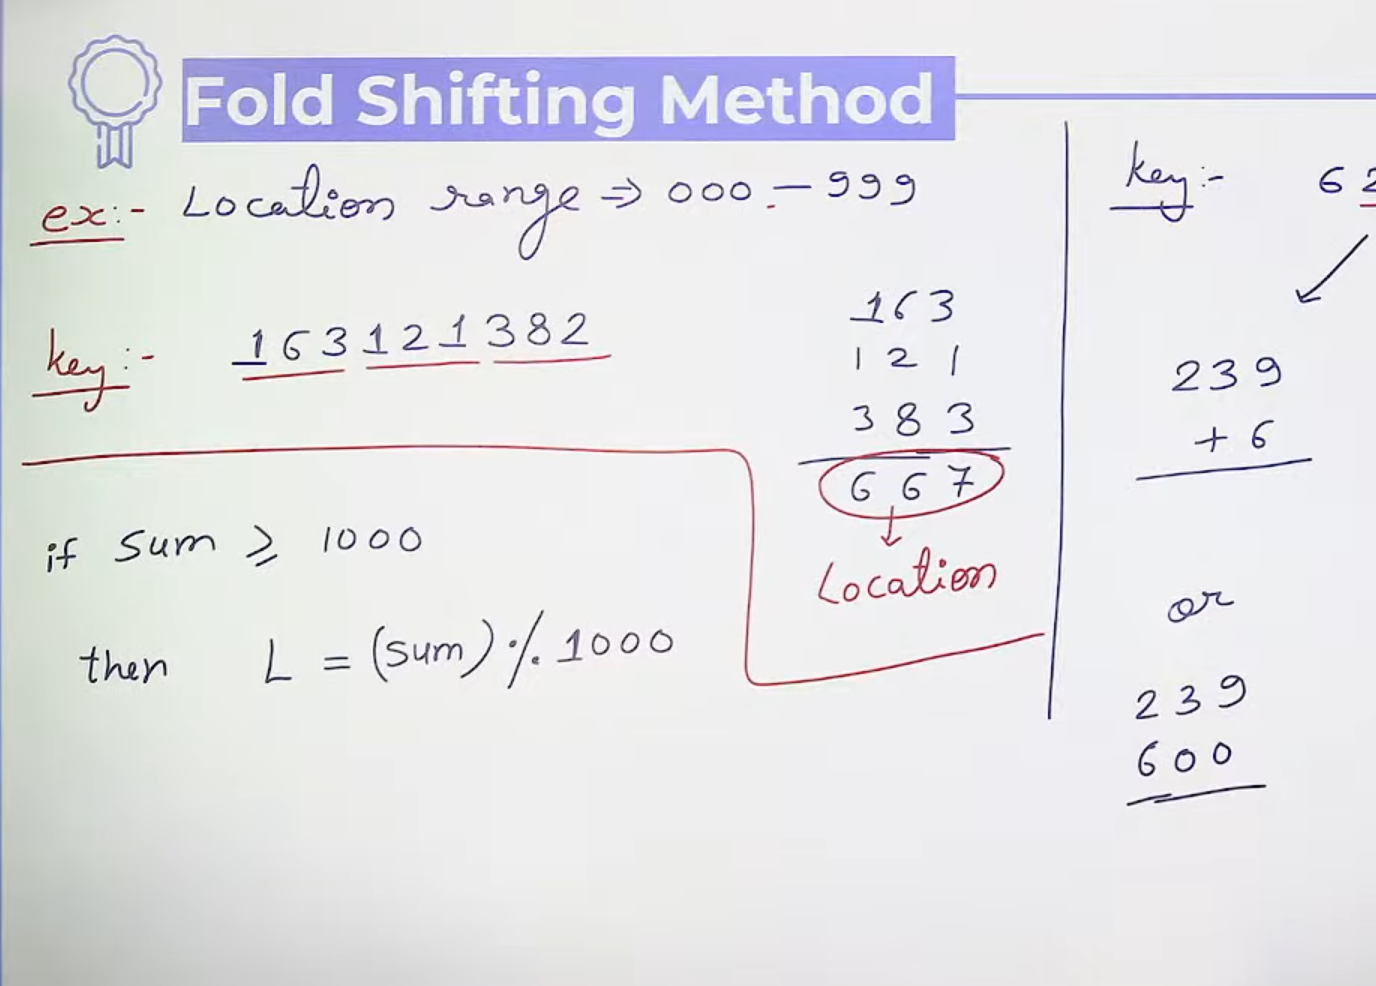 Fold Shifting Method
ex:- Location range ⇒ 000 - 999
key:- 163121382
163
121
383
667
Location
if sum ≥ 1000
then L = (sum) % 1000
key:- 6
239
+ 6
or
239
600